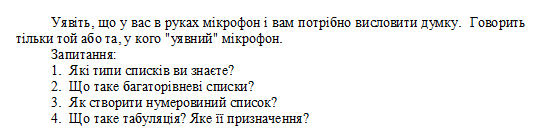 Уявіть, що у вас в руках мікрофон і вам потрібно висловити думку. Говорить
тільки той або та, у кого "уявний" мікрофон.
Запитання:
1. Які типи списків ви знаєте?
2. Що таке багаторівневі списки?
3. Як створити нумеровиний список?
4. Що таке табуляція? Яке її призначення?